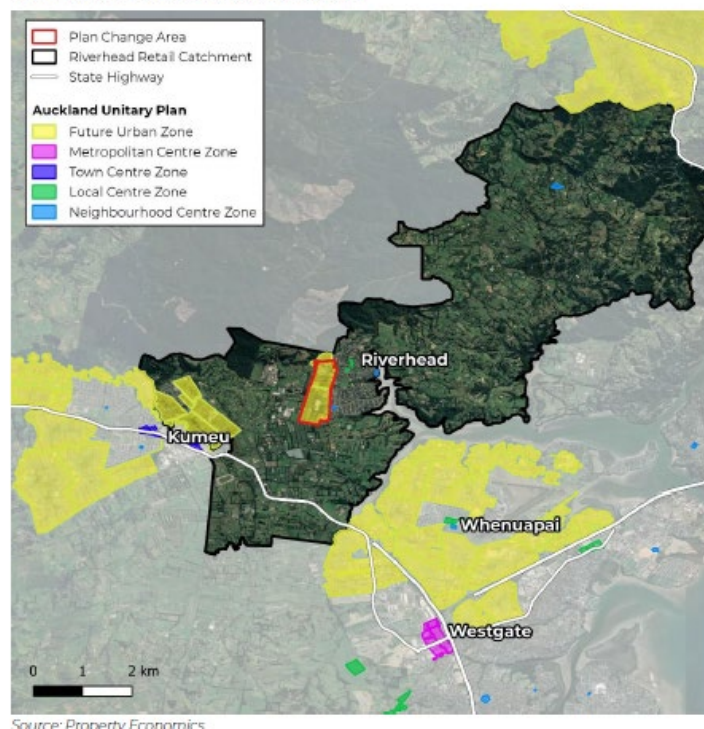 Plan Change Area
Riverhead Retail Catchment
State Highway
Auckland Unitary Plan
Future Urban Zone
Metropolitan Centre Zone
Town Centre Zone
Local Centre Zone
Neighbourhood Centre Zone
Riverhead
Kumeu
Whenuapai
Westgate
0 1 2 km
Source: Property Economics